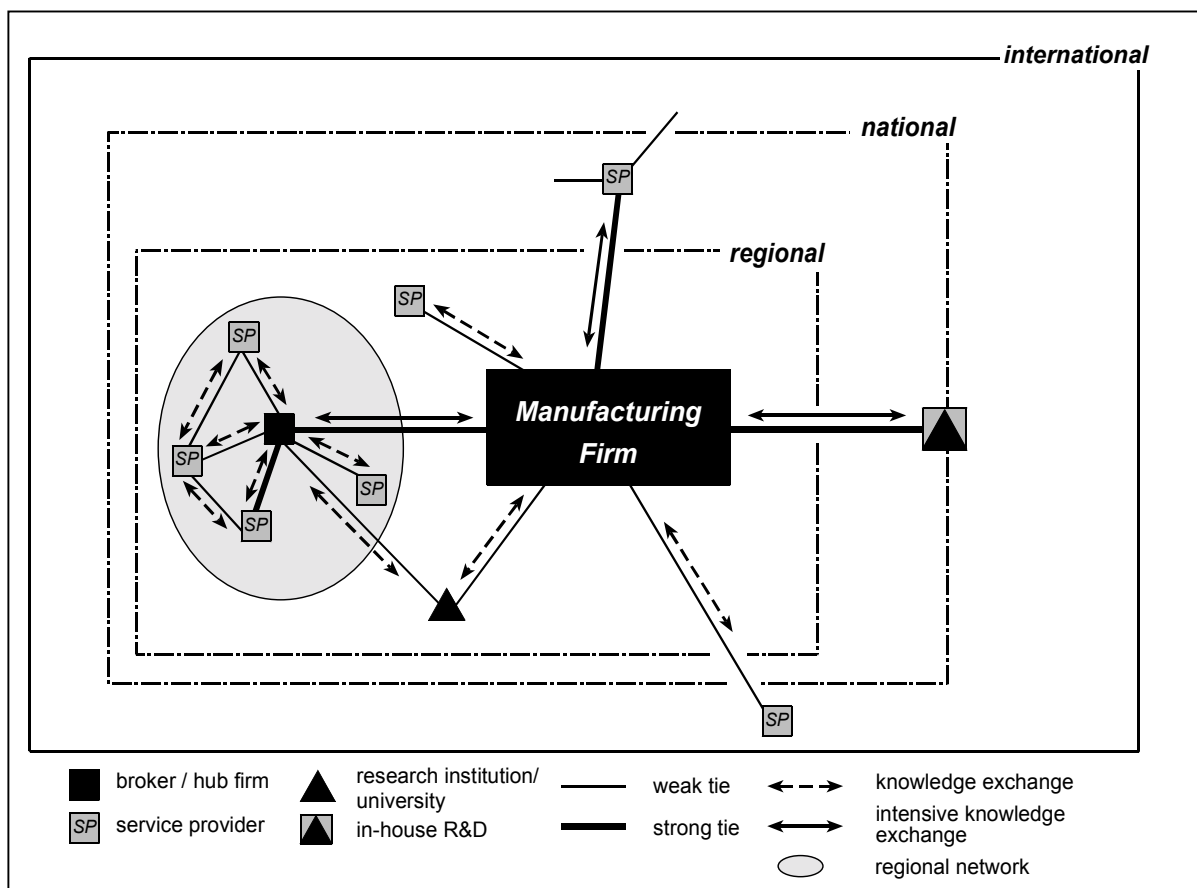 international
national
SP
regional
SP
SP
Manufacturing
Firm
SP
SP
SP
SP
broker / hub firm
research institution/
university
weak tie
knowledge exchange
SP
service provider
in-house R&D
strong tie
intensive knowledge
exchange
regional network